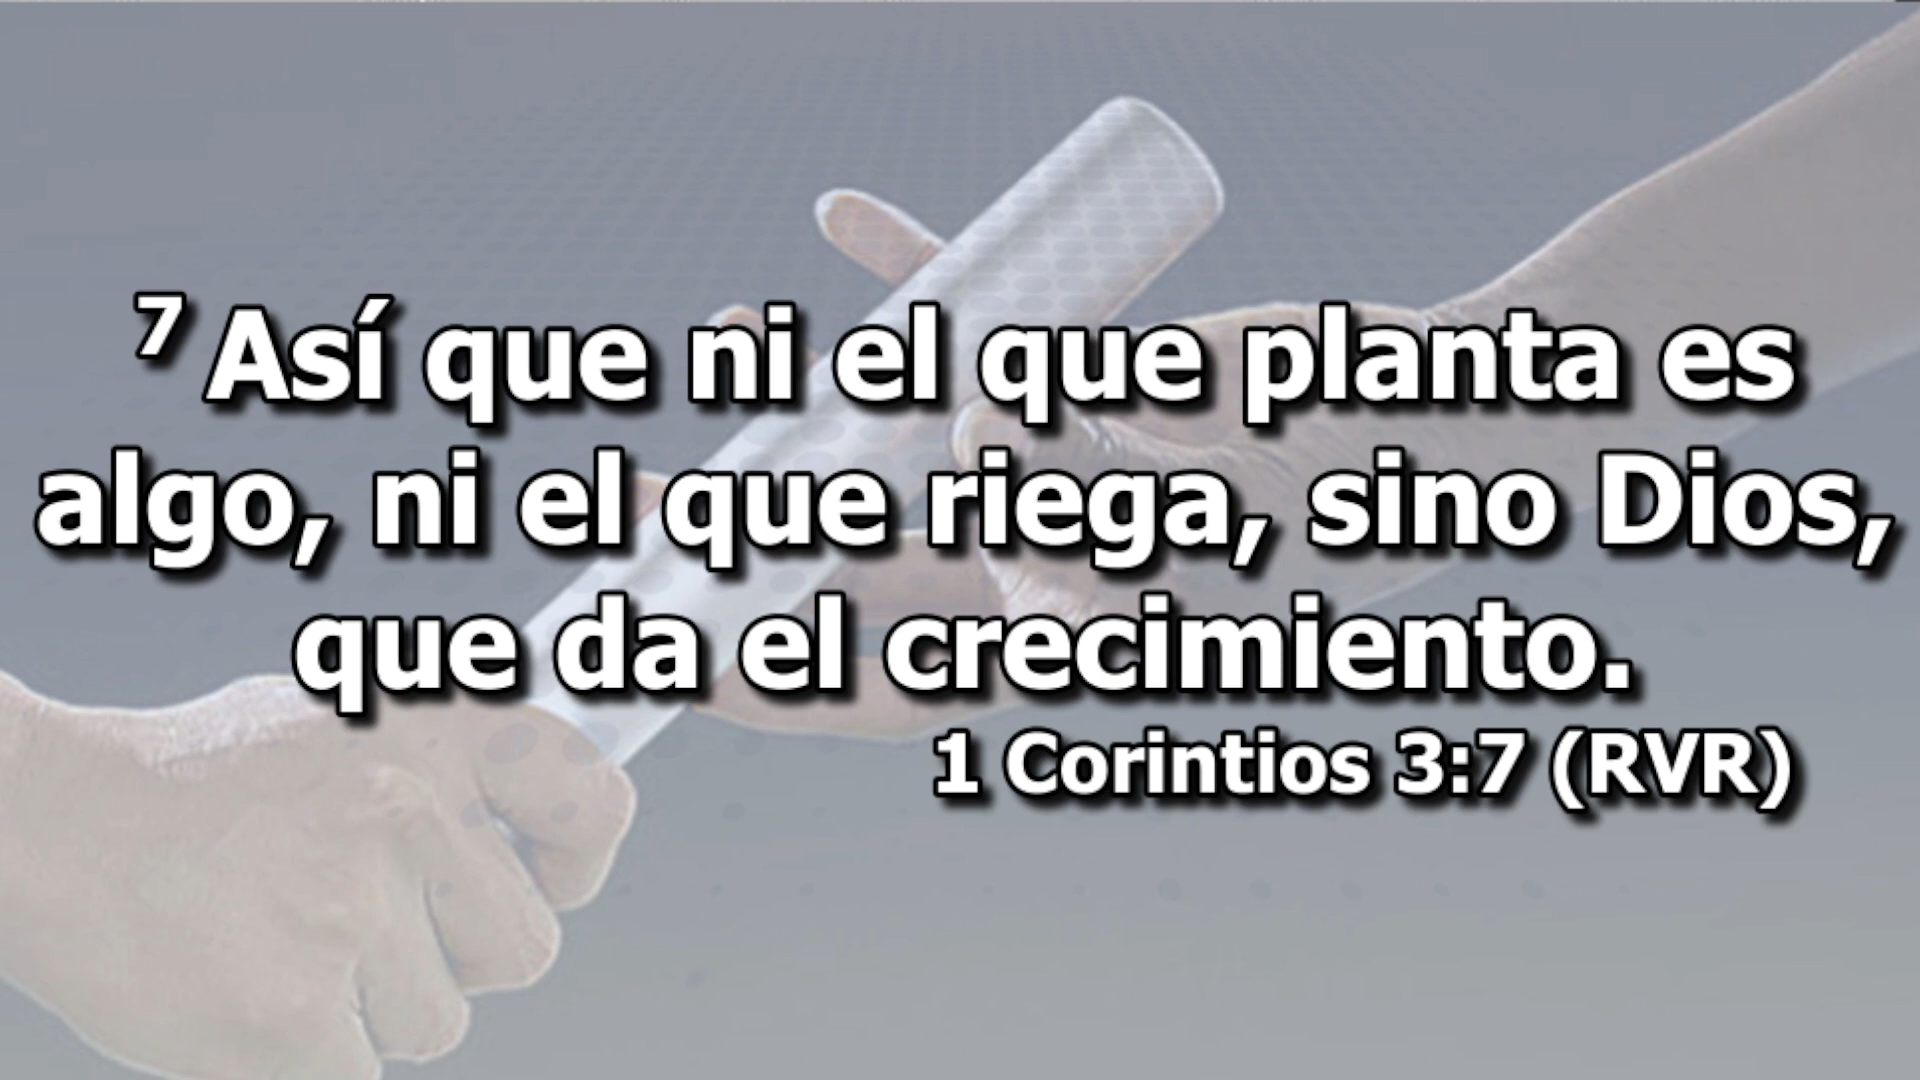 7 Así que ni el que planta es
algo, ni el que riega, sino Dios,
que da el crecimiento.
1 Corintios 3:7 (RVR)